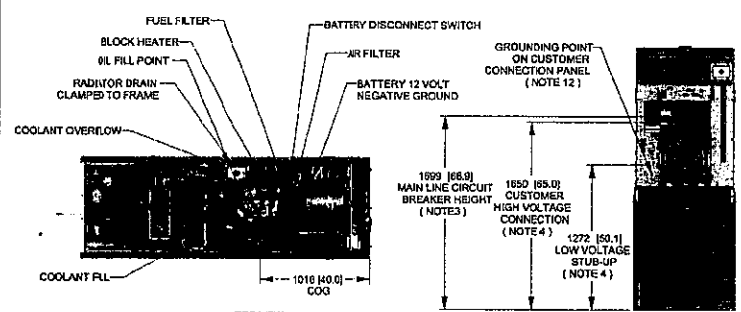 FUEL FILTER
BLOCK HEATER
OIL FILL POINT
RADIATOR DRAIN
CLAMPED TO FRAME
COOLANT OVERFLOW
COOLANT FILL
BATTERY DISCONNECT SWITCH
AIR FILTER
BATTERY 12 VOLT
NEGATIVE GROUND
1016 [40.0]
COG
GROUNDING POINT
ON CUSTOMER
CONNECTION PANEL
( NOTE 12 )
1699 [66.9]
MAIN LINE CIRCUIT
BREAKER HEIGHT
( NOTE3 )
1650 [65.0]
CUSTOMER
HIGH VOLTAGE
CONNECTION
( NOTE 4 )
1272 [50.1]
LOW VOLTAGE
STUB-UP
( NOTE 4 )